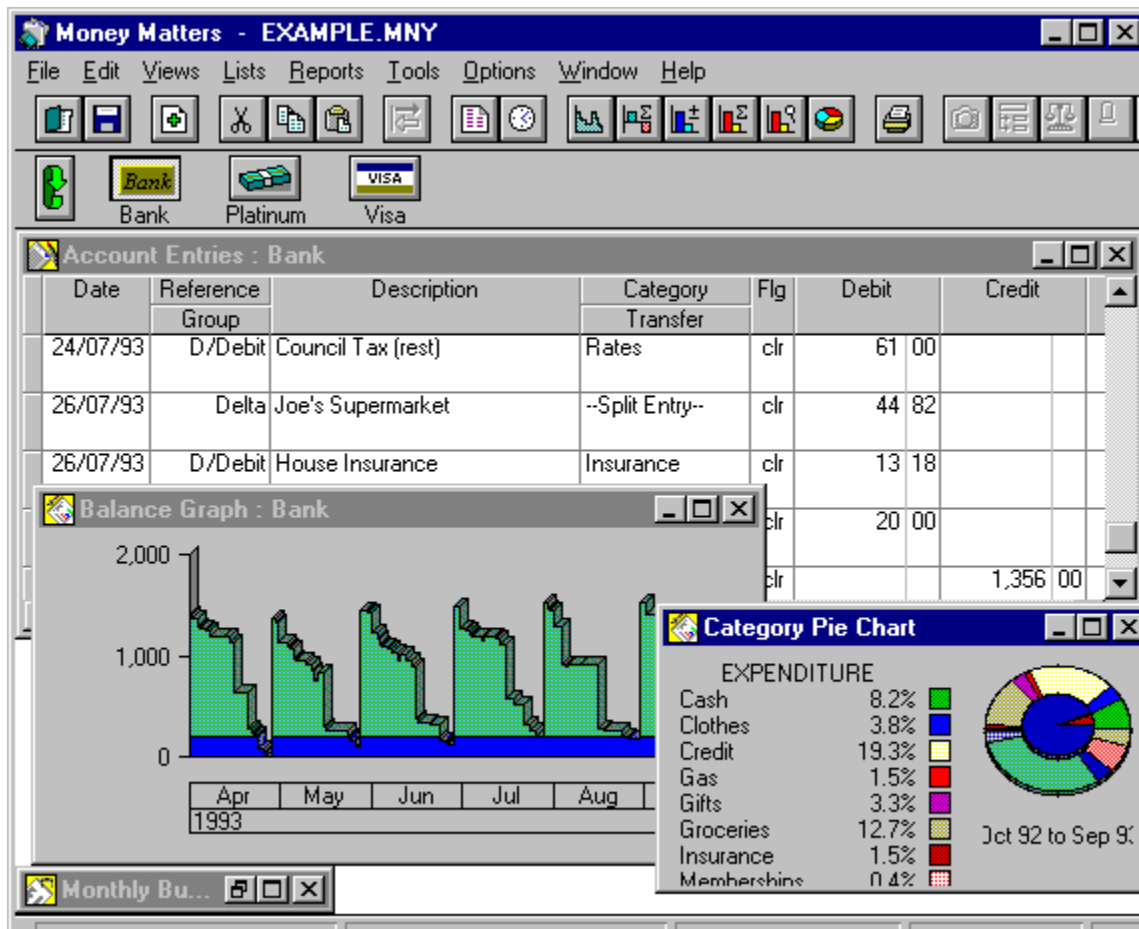 Money Matters - EXAMPLE.MNY
File Edit Views Lists Reports Tools Options Window Help
Bank VISA
Bank Platinum Visa
Account Entries : Bank
Date Reference Description Category Flg Debit Credit
Group Transfer
24/07/93 D/Debit Council Tax (rest) Rates clr 61 00
26/07/93 Delta Joe's Supermarket --Split Entry-- clr 44 82
26/07/93 D/Debit House Insurance Insurance clr 13 18
clr 20 00
clr 1,356 00
Balance Graph : Bank
2,000
1,000
0
Apr May Jun Jul Aug
1993
Category Pie Chart
EXPENDITURE
Cash 8.2%
Clothes 3.8%
Credit 19.3%
Gas 1.5%
Gifts 3.3%
Groceries 12.7%
Insurance 1.5%
Memberships 0.4%
Oct 92 to Sep 93
Monthly Bu...